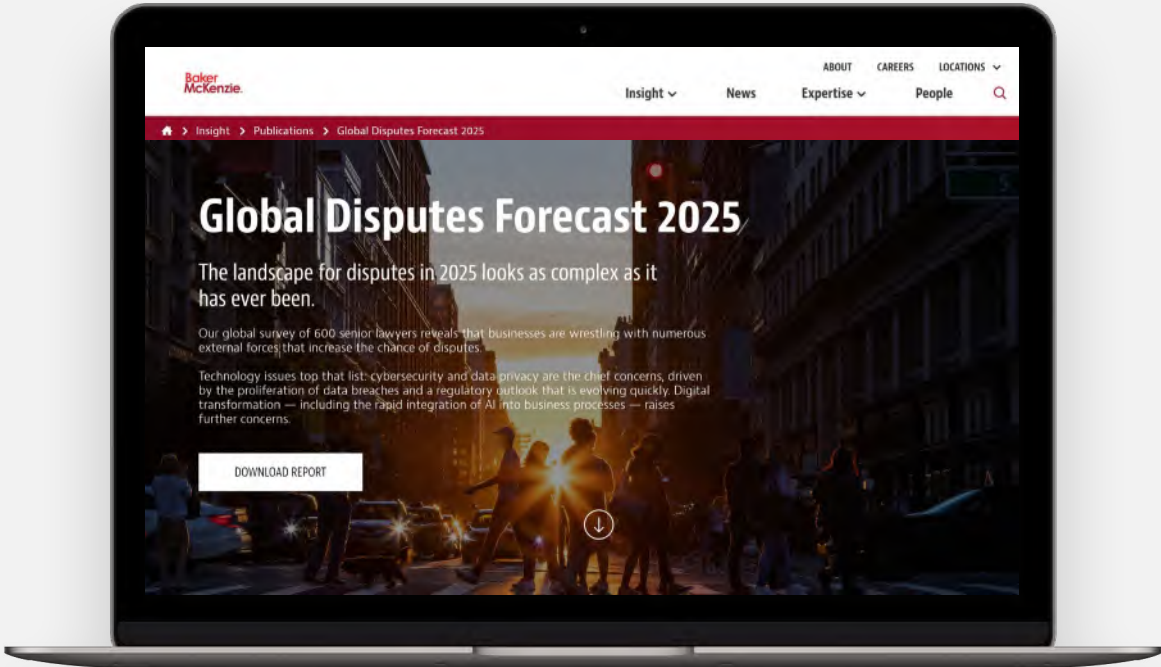 Baker
McKenzie.
ABOUT CAREERS LOCATIONS
Insight News Expertise People
Insight > Publications > Global Disputes Forecast 2025
Global Disputes Forecast 2025
The landscape for disputes in 2025 looks as complex as it
has ever been.
Our global survey of 600 senior lawyers reveals that businesses are wrestling with numerous
external forces that increase the chance of disputes.
Technology issues top that list: cybersecurity and data privacy are the chief concerns, driven
by the proliferation of data breaches and a regulatory outlook that is evolving quickly. Digital
transformation — including the rapid integration of AI into business processes — raises
further concerns.
DOWNLOAD REPORT